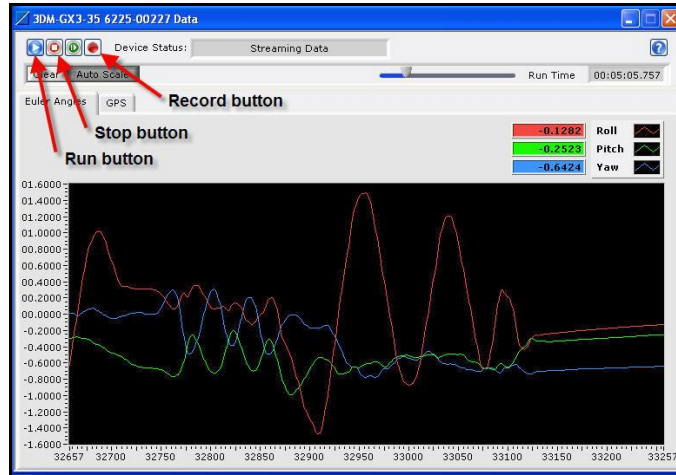 3DM-GX3-35 6225-00227 Data
Device Status: Streaming Data
Clear Auto Scale Run Time 00:05:05.757
Euler Angles GPS
Record button
Stop button
Run button
-0.1282 Roll
-0.2523 Pitch
-0.6424 Yaw
01.6000
01.4000
01.2000
01.0000
00.8000
00.6000
00.4000
00.2000
00.0000
-0.2000
-0.4000
-0.6000
-0.8000
-1.0000
-1.2000
-1.4000
-1.6000
32657 32700 32750 32800 32850 32900 32950 33000 33050 33100 33150 33200 33257